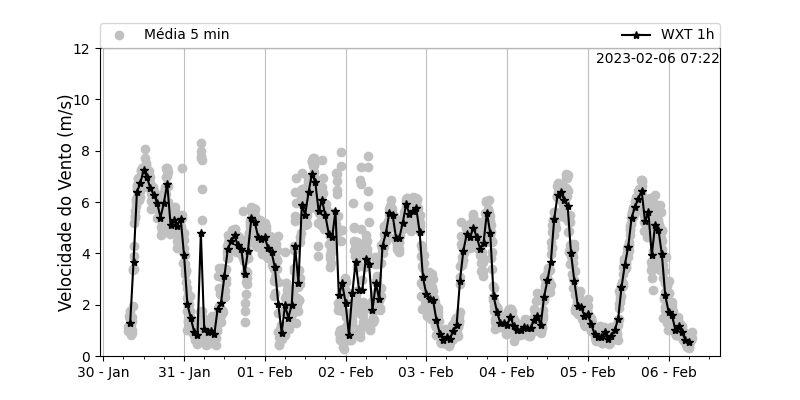 Média 5 min
WXT 1h
2023-02-06 07:22
Velocidade do Vento (m/s)
12
10
8
6
4
2
0
30 - Jan 31 - Jan 01 - Feb 02 - Feb 03 - Feb 04 - Feb 05 - Feb 06 - Feb